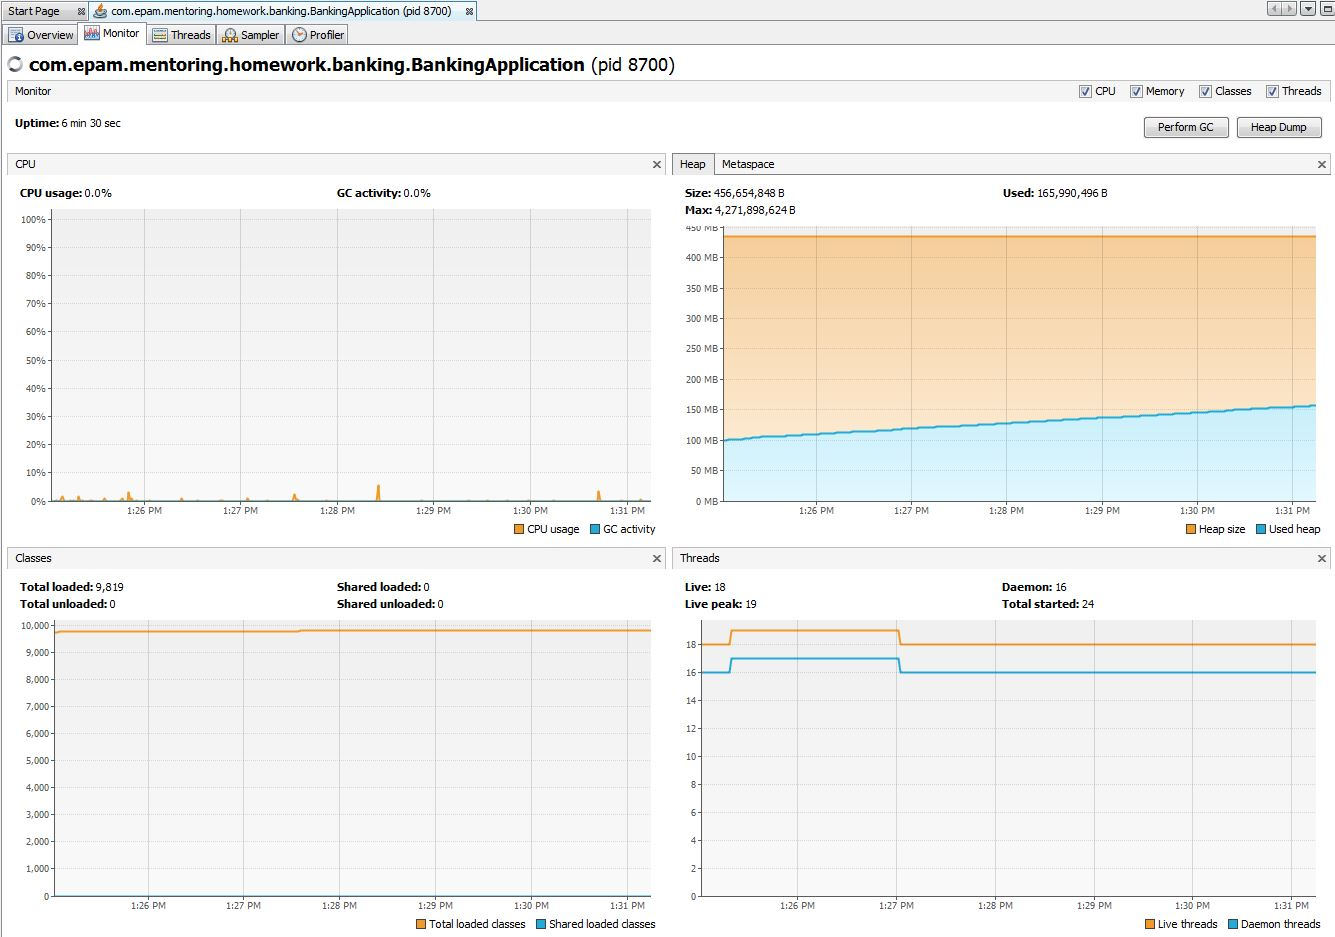 Start Page com.epam.mentoring.homework.banking.BankingApplication (pid 8700)
Overview Monitor Threads Sampler Profiler
com.epam.mentoring.homework.banking.BankingApplication (pid 8700)
Monitor CPU Memory Classes Threads
Uptime: 6 min 30 sec
Perform GC Heap Dump
CPU
CPU usage: 0.0% GC activity: 0.0%
100%
90%
80%
70%
60%
50%
40%
30%
20%
10%
0%
1:26 PM 1:27 PM 1:28 PM 1:29 PM 1:30 PM 1:31 PM
CPU usage GC activity
Heap Metaspace
Size: 456,654,848 B Used: 165,990,496 B
Max: 4,271,898,624 B
450 MB
400 MB
350 MB
300 MB
250 MB
200 MB
150 MB
100 MB
50 MB
0 MB
1:26 PM 1:27 PM 1:28 PM 1:29 PM 1:30 PM 1:31 PM
Heap size Used heap
Classes
Total loaded: 9,819 Shared loaded: 0
Total unloaded: 0 Shared unloaded: 0
10,000
9,000
8,000
7,000
6,000
5,000
4,000
3,000
2,000
1,000
0
1:26 PM 1:27 PM 1:28 PM 1:29 PM 1:30 PM 1:31 PM
Total loaded classes Shared loaded classes
Threads
Live: 18 Daemon: 16
Live peak: 19 Total started: 24
18
16
14
12
10
8
6
4
2
0
1:26 PM 1:27 PM 1:28 PM 1:29 PM 1:30 PM 1:31 PM
Live threads Daemon threads